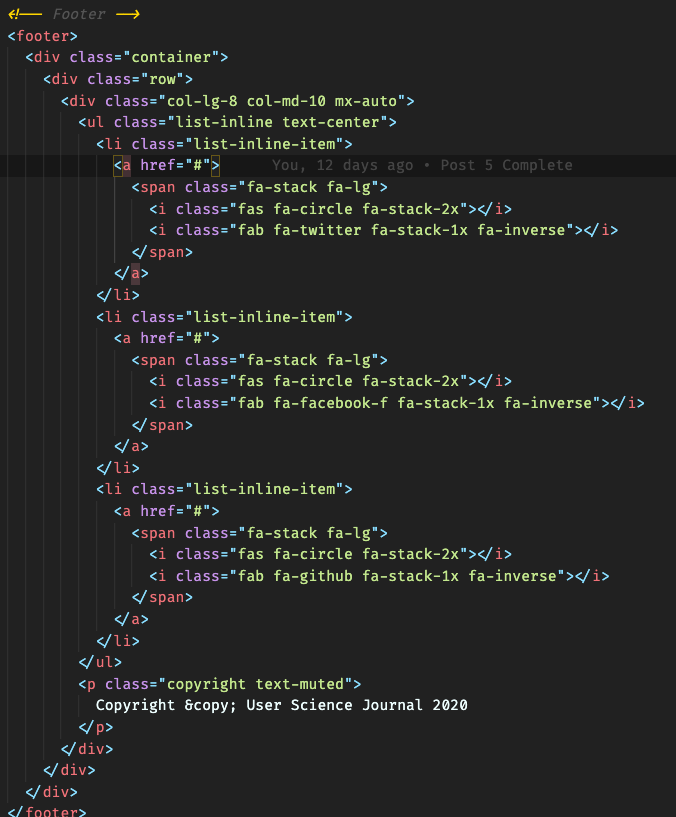 <!-- Footer -->
<footer>
<div class="container">
<div class="row">
<div class="col-lg-8 col-md-10 mx-auto">
<ul class="list-inline text-center">
<li class="list-inline-item">
<a href="#"> You, 12 days ago • Post 5 Complete
<span class="fa-stack fa-lg">
<i class="fas fa-circle fa-stack-2x"></i>
<i class="fab fa-twitter fa-stack-1x fa-inverse"></i>
</span>
</a>
</li>
<li class="list-inline-item">
<a href="#">
<span class="fa-stack fa-lg">
<i class="fas fa-circle fa-stack-2x"></i>
<i class="fab fa-facebook-f fa-stack-1x fa-inverse"></i>
</span>
</a>
</li>
<li class="list-inline-item">
<a href="#">
<span class="fa-stack fa-lg">
<i class="fas fa-circle fa-stack-2x"></i>
<i class="fab fa-github fa-stack-1x fa-inverse"></i>
</span>
</a>
</li>
</ul>
<p class="copyright text-muted">
Copyright &copy; User Science Journal 2020
</p>
</div>
</div>
</div>
</footer>